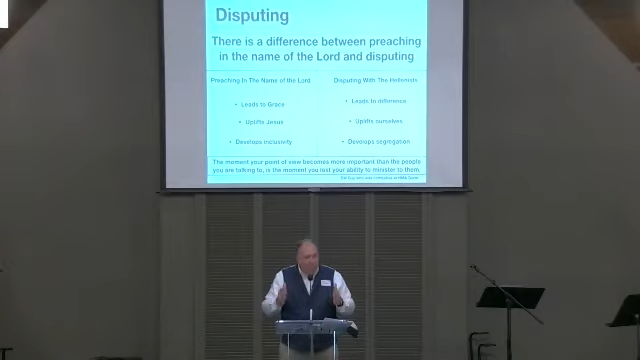 Disputing
There is a difference between preaching
in the name of the Lord and disputing
Preaching In The Name of the Lord
Disputing With The Hellenists
• Leads to Grace
• Leads to difference
• Uplifts Jesus
• Uplifts ourselves
• Develops inclusivity
• Develops segregation
The moment your point of view becomes more important than the people
you are talking to, is the moment you lost your ability to minister to them.